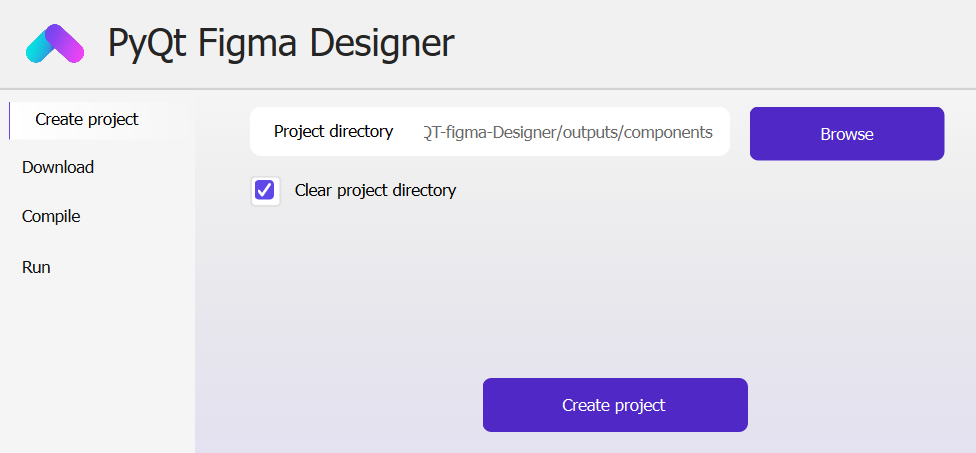 PyQt Figma Designer
Create project
Download
Compile
Run
Project directory
QT-figma-Designer/outputs/components
Browse
Clear project directory
Create project